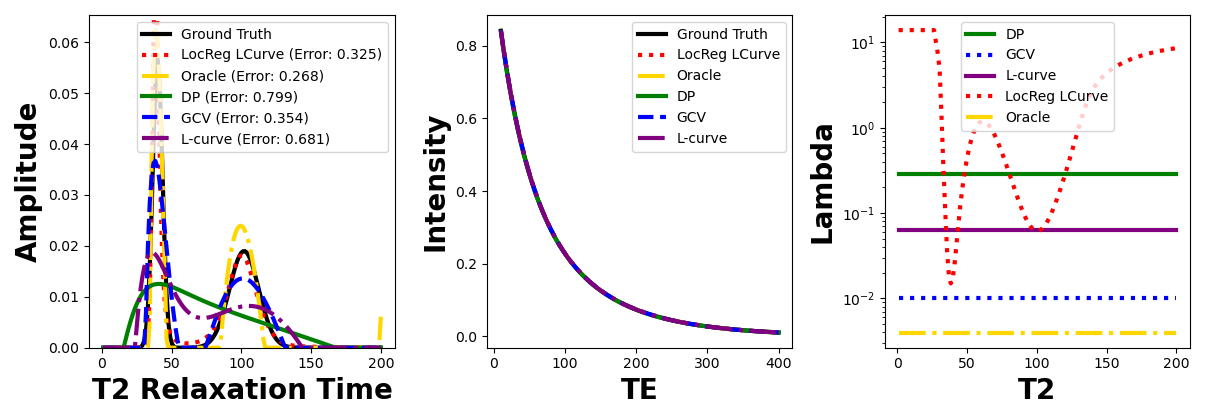 Amplitude
0.06
0.05
0.04
0.03
0.02
0.01
0.00
Ground Truth
LocReg LCurve (Error: 0.325)
Oracle (Error: 0.268)
DP (Error: 0.799)
GCV (Error: 0.354)
L-curve (Error: 0.681)
0 50 100 150 200
T2 Relaxation Time
Intensity
0.8
0.6
0.4
0.2
0.0
Ground Truth
LocReg LCurve
Oracle
DP
GCV
L-curve
0 100 200 300 400
TE
Lambda
10¹
10⁰
10⁻¹
10⁻²
DP
GCV
L-curve
LocReg LCurve
Oracle
0 50 100 150 200
T2